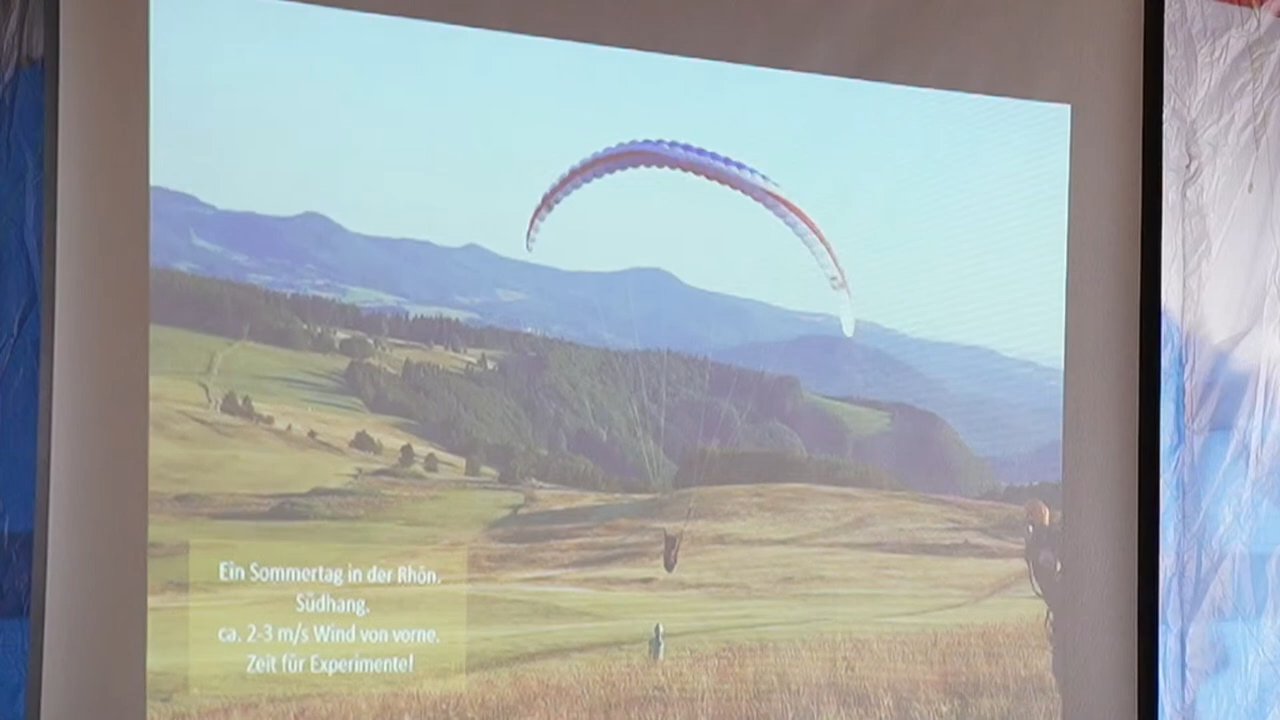 Ein Sommertag in der Rhön.
Südhang.
ca. 2-3 m/s Wind von vorne.
Zeit für Experimente!